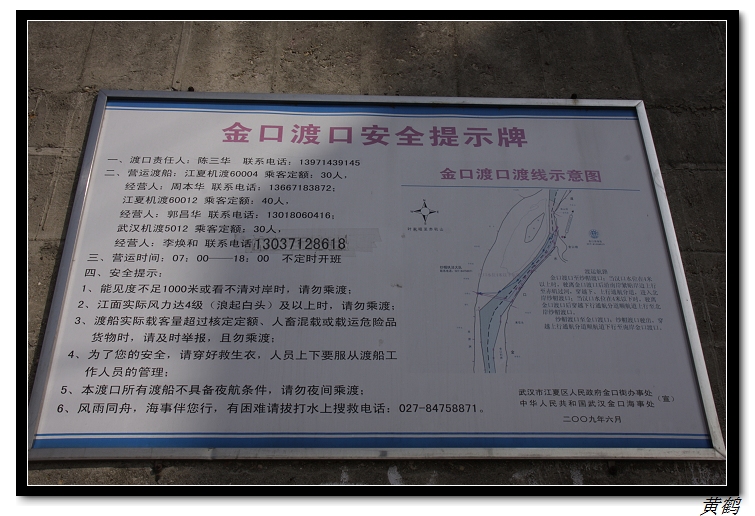 金口渡口安全提示牌
一、渡口责任人：陈三华　联系电话：13971439145
二、营运渡船：江夏机渡60004 乘客定额：30人，
经营人：周本华 联系电话：13667183872；
江夏机渡60012 乘客定额：40人，
经营人：郭昌华 联系电话：13018060416；
武汉机渡5012 乘客定额：30人，
经营人：李焕和 联系电话 13037128618
三、营运时间：07：00——18：00　不定时开班
四、安全提示：
1、能见度不足1000米或看不清对岸时，请勿乘渡；
2、江面实际风力达4级（浪起白头）及以上时，请勿乘渡；
3、渡船实际载客量超过核定定额、人畜混载或载运危险品
货物时，请及时举报，且勿乘渡；
4、为了您的安全，请穿好救生衣，人员上下要服从渡船工
作人员的管理；
5、本渡口所有渡船不具备夜航条件，请勿夜间乘渡；
6、风雨同舟，海事伴您行，有困难请拔打水上搜救电话：027-84758871。
金口渡口渡线示意图
渡运航路
武汉市江夏区人民政府金口街办事处
中华人民共和国武汉金口海事处
（宣）
二〇〇九年六月
黄鹤